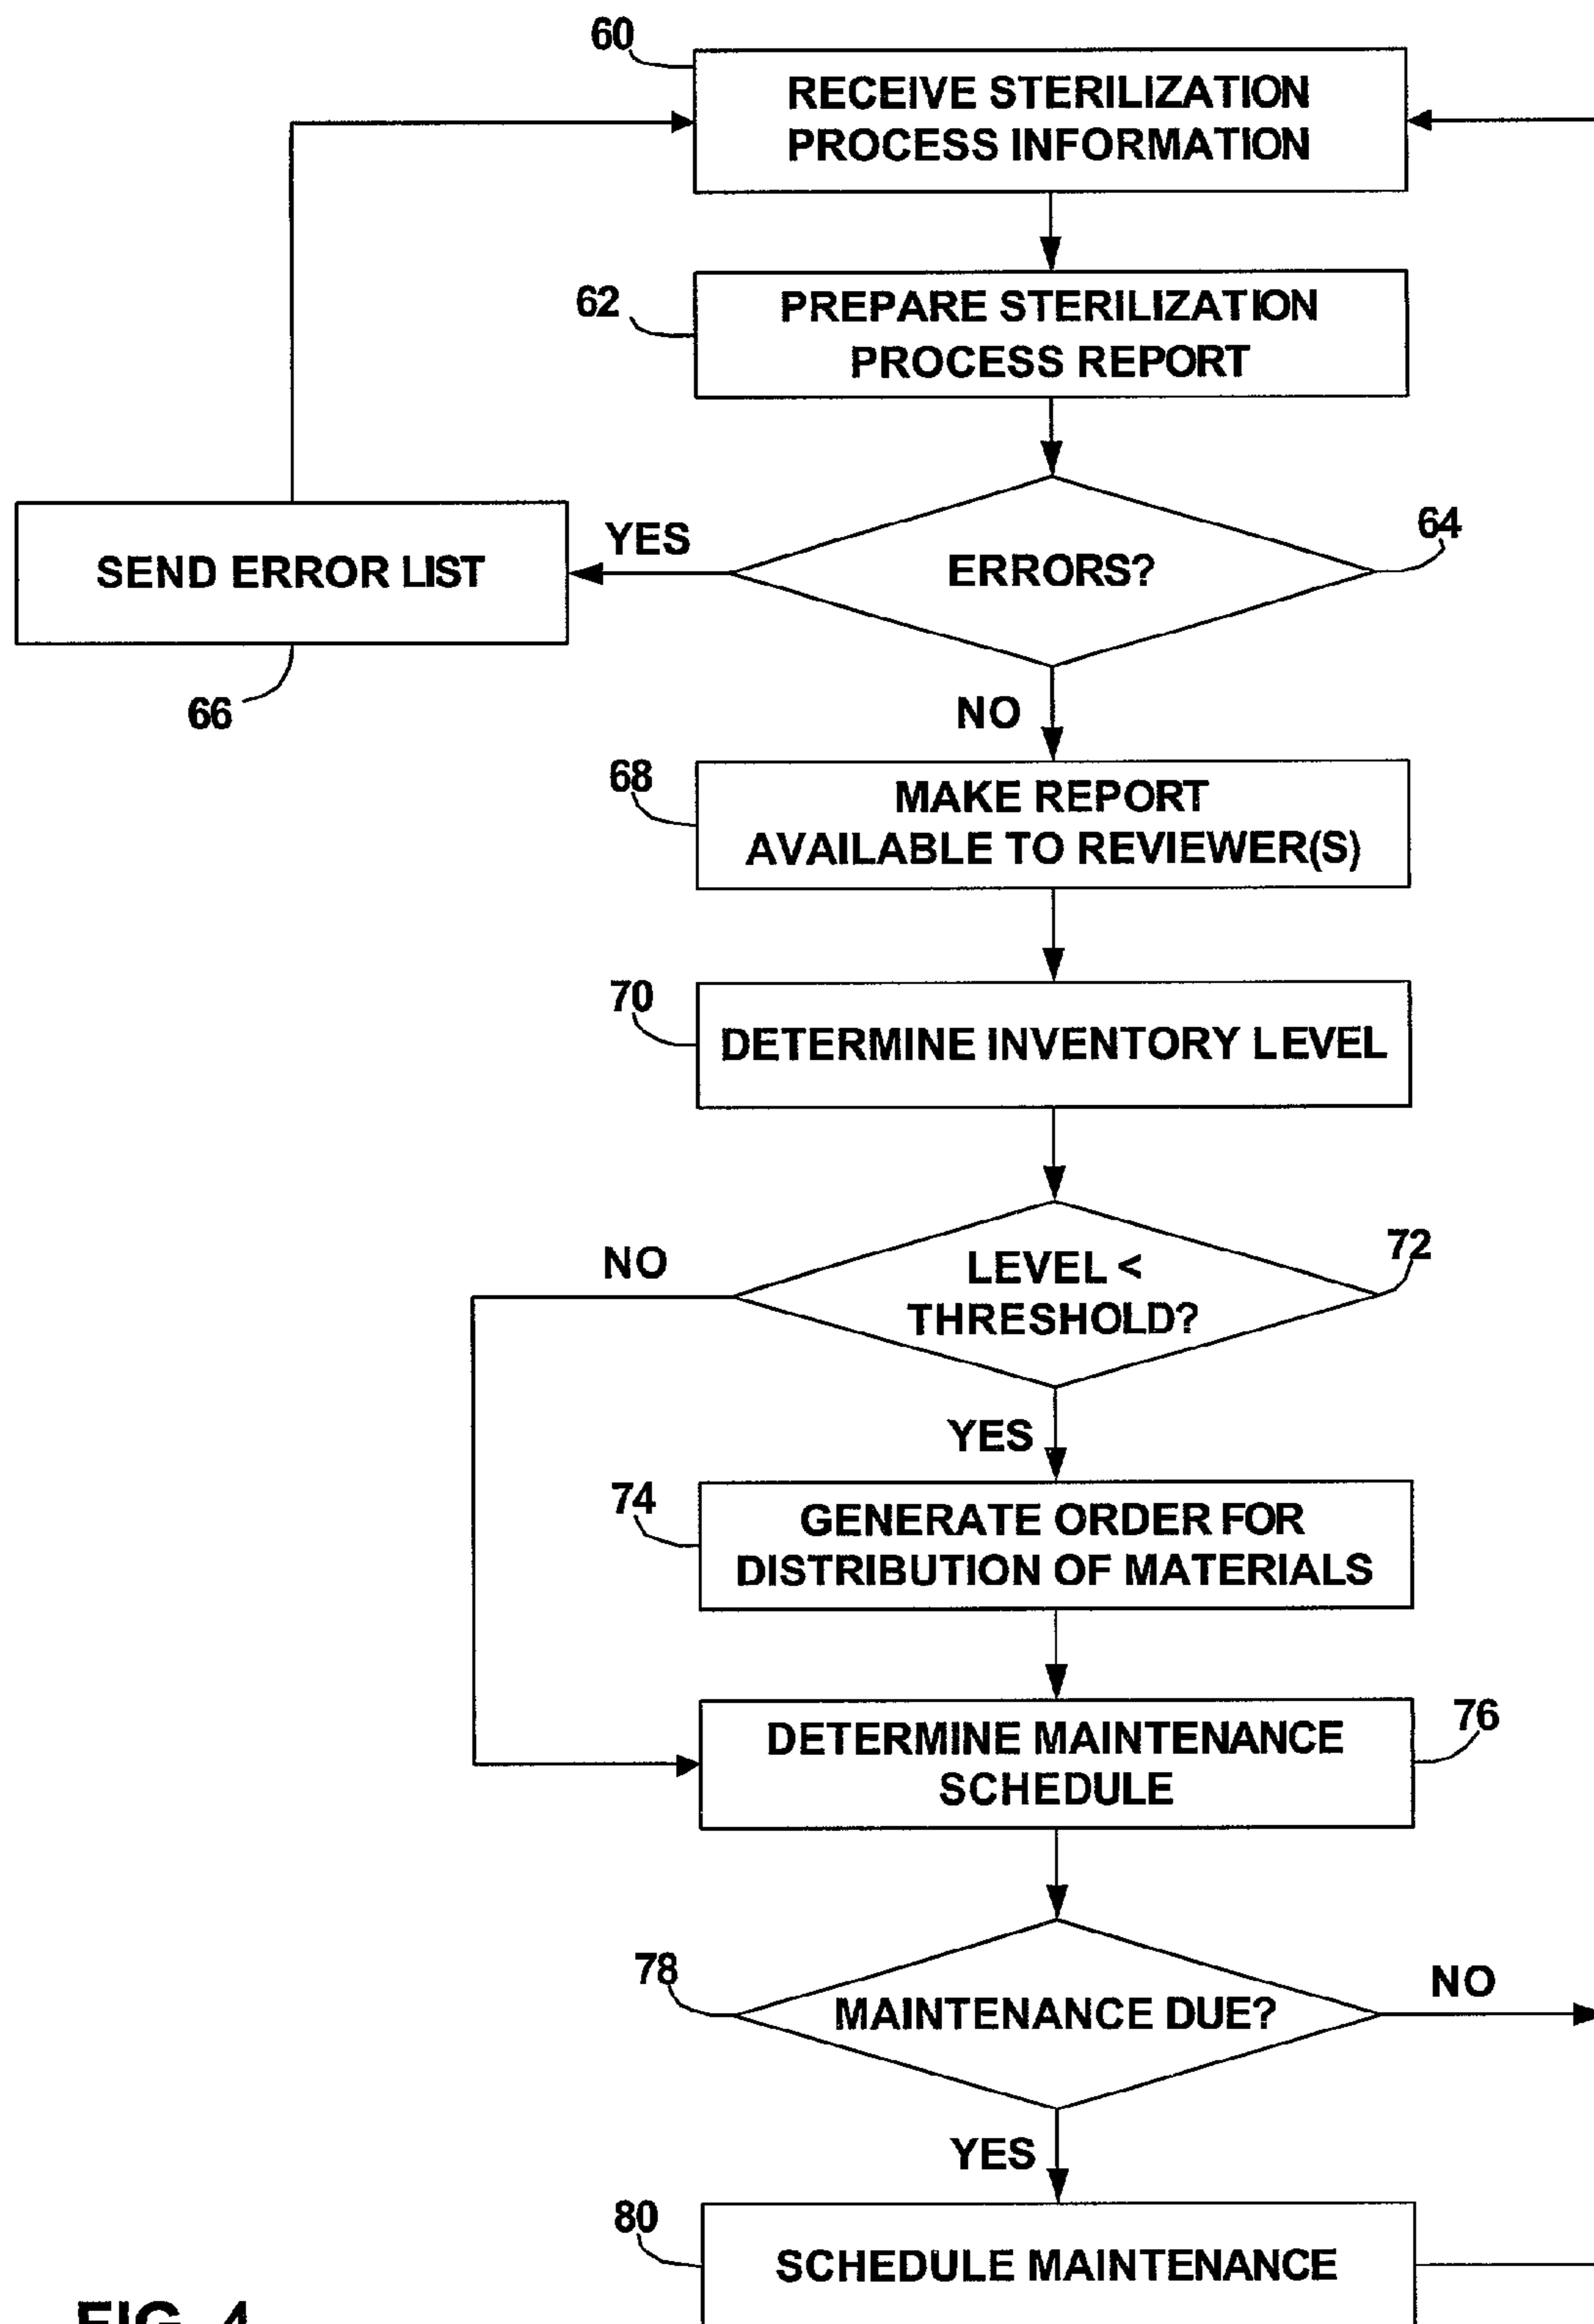 60
RECEIVE STERILIZATION
PROCESS INFORMATION
62
PREPARE STERILIZATION
PROCESS REPORT
YES
64
ERRORS?
SEND ERROR LIST
66
NO
68
MAKE REPORT
AVAILABLE TO REVIEWER(S)
70
DETERMINE INVENTORY LEVEL
NO
72
LEVEL <
THRESHOLD?
YES
74
GENERATE ORDER FOR
DISTRIBUTION OF MATERIALS
76
DETERMINE MAINTENANCE
SCHEDULE
78
NO
MAINTENANCE DUE?
YES
80
SCHEDULE MAINTENANCE
FIG. 4